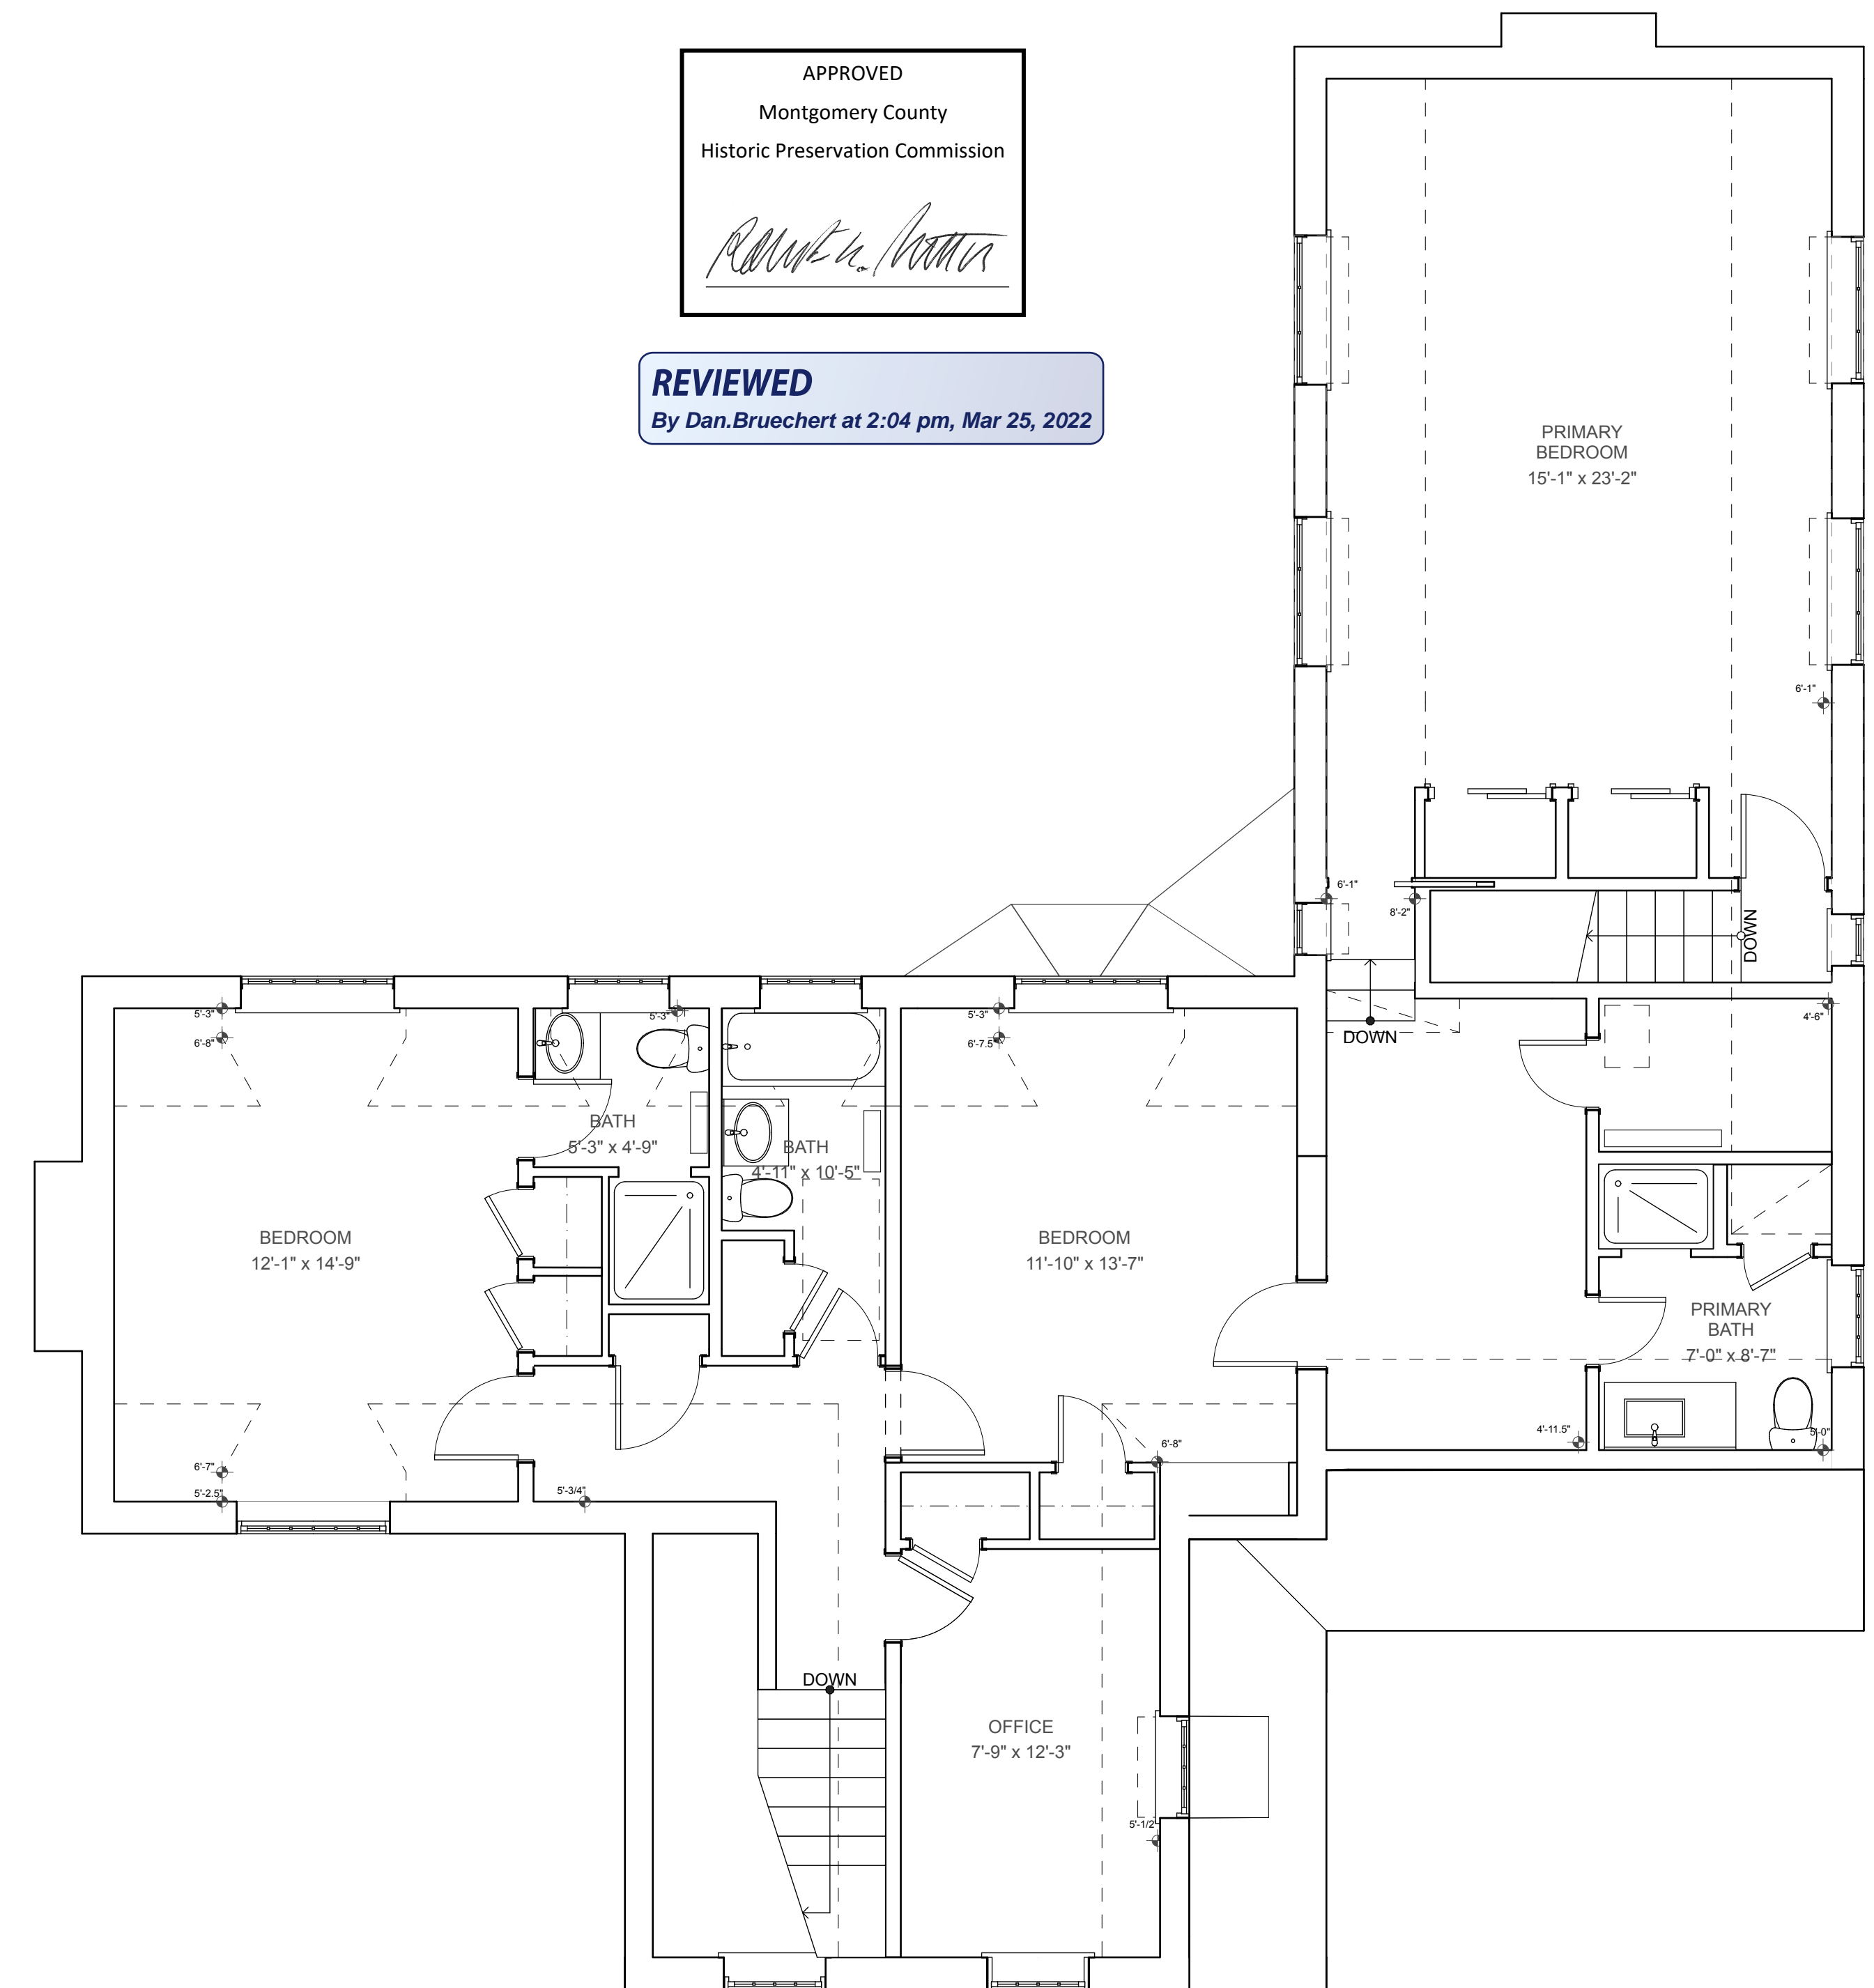 APPROVED
Montgomery County
Historic Preservation Commission
REVIEWED
By Dan.Bruechert at 2:04 pm, Mar 25, 2022
PRIMARY
BEDROOM
15'-1" x 23'-2"
6'-1"
6'-1"
8'-2"
DOWN
DOWN
4'-6"
5'-3"
6'-8"
5'-3"
5'-3"
6'-7.5"
BATH
5'-3" x 4'-9"
BATH
4'-11" x 10'-5"
BEDROOM
12'-1" x 14'-9"
BEDROOM
11'-10" x 13'-7"
PRIMARY
BATH
7'-0" x 8'-7"
4'-11.5"
5'-0"
6'-8"
6'-7"
5'-2.5"
5'-3/4"
DOWN
OFFICE
7'-9" x 12'-3"
5'-1/2"